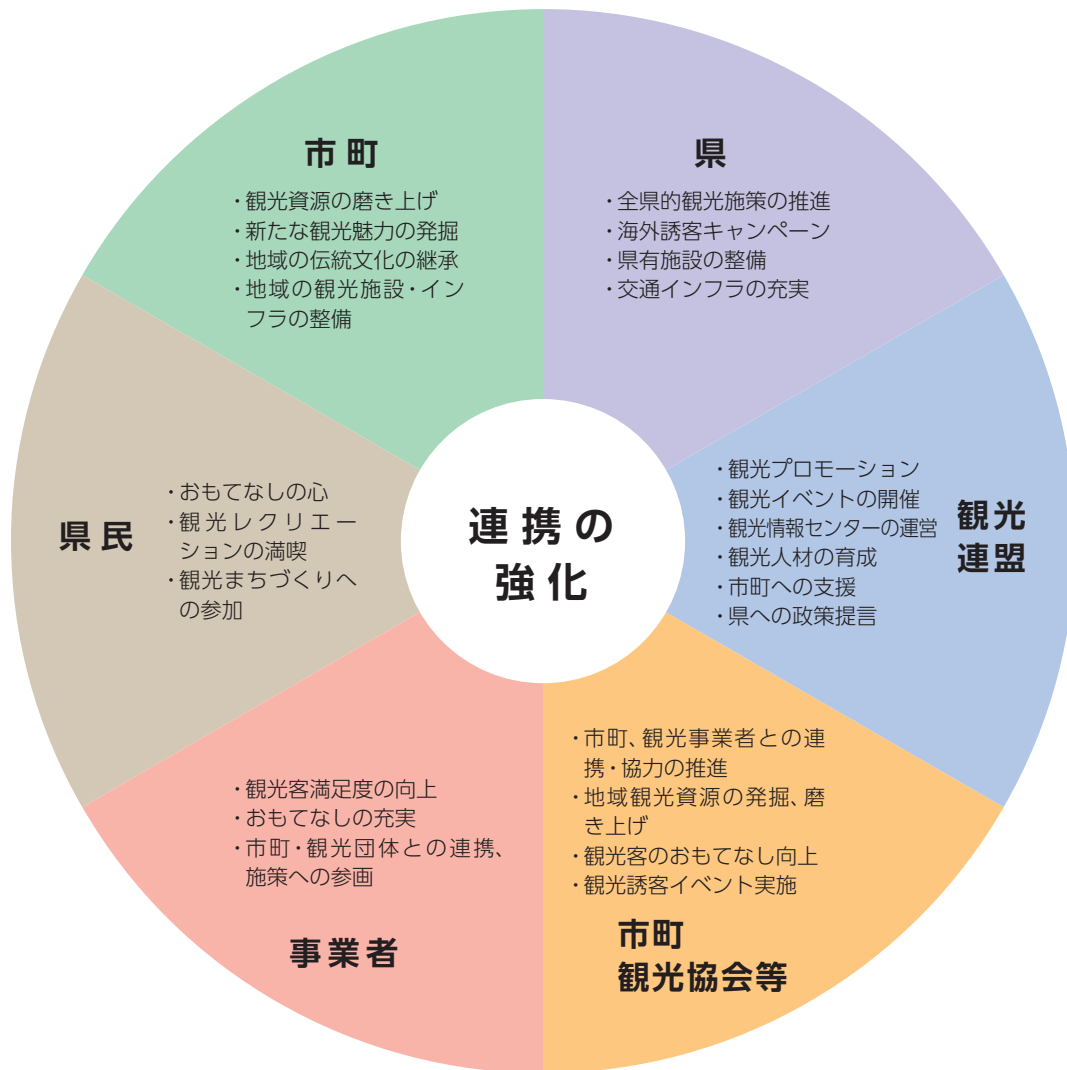 市町
・観光資源の磨き上げ
・新たな観光魅力の発掘
・地域の伝統文化の継承
・地域の観光施設・イン
フラの整備
県
・全県的観光施策の推進
・海外誘客キャンペーン
・県有施設の整備
・交通インフラの充実
観光
連盟
・観光プロモーション
・観光イベントの開催
・観光情報センターの運営
・観光人材の育成
・市町への支援
・県への政策提言
連携の
強化
県民
・おもてなしの心
・観光レクリエー
ションの満喫
・観光まちづくりへ
の参加
・観光客満足度の向上
・おもてなしの充実
・市町・観光団体との連携、
施策への参画
事業者
・市町、観光事業者との連
携・協力の推進
・地域観光資源の発掘、磨
き上げ
・観光客のおもてなし向上
・観光誘客イベント実施
市町
観光協会等